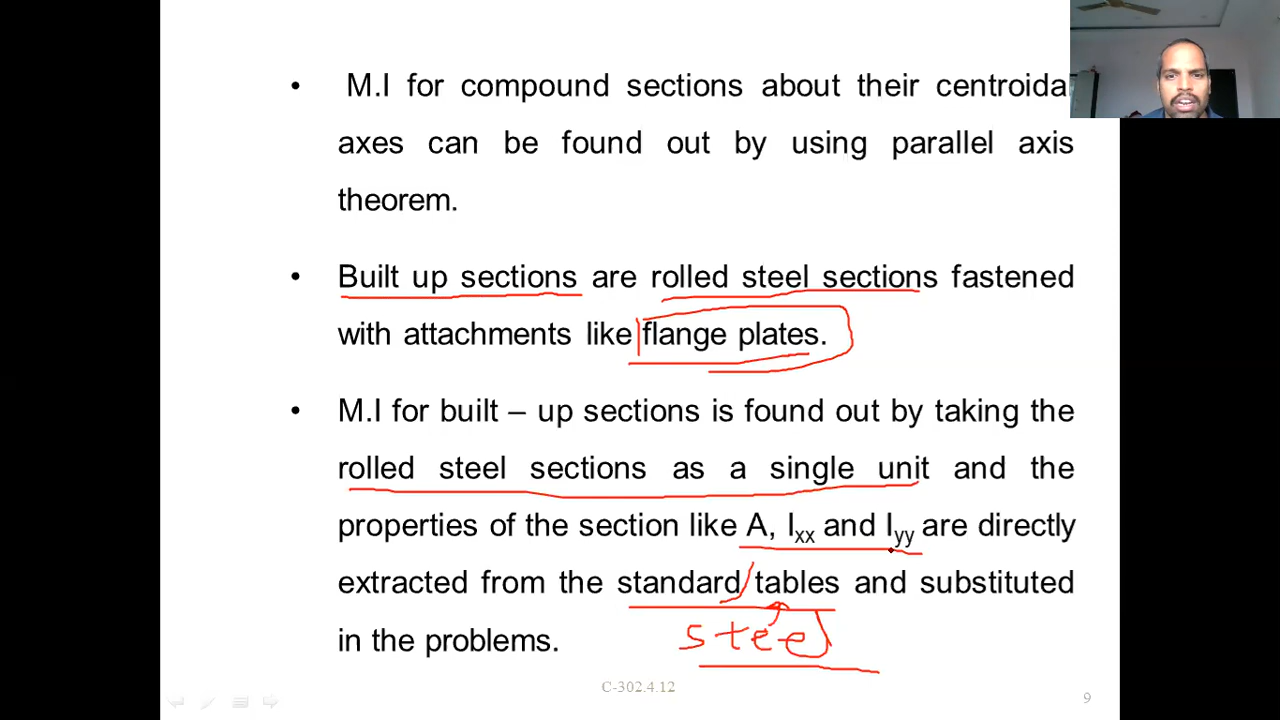 • M.I for compound sections about their centroida
axes can be found out by using parallel axis
theorem.
• Built up sections are rolled steel sections fastened
with attachments like flange plates.
• M.I for built – up sections is found out by taking the
rolled steel sections as a single unit and the
properties of the section like A, Ixx and Iyy are directly
extracted from the standard tables and substituted
in the problems.
steel
C-302.4.12
9